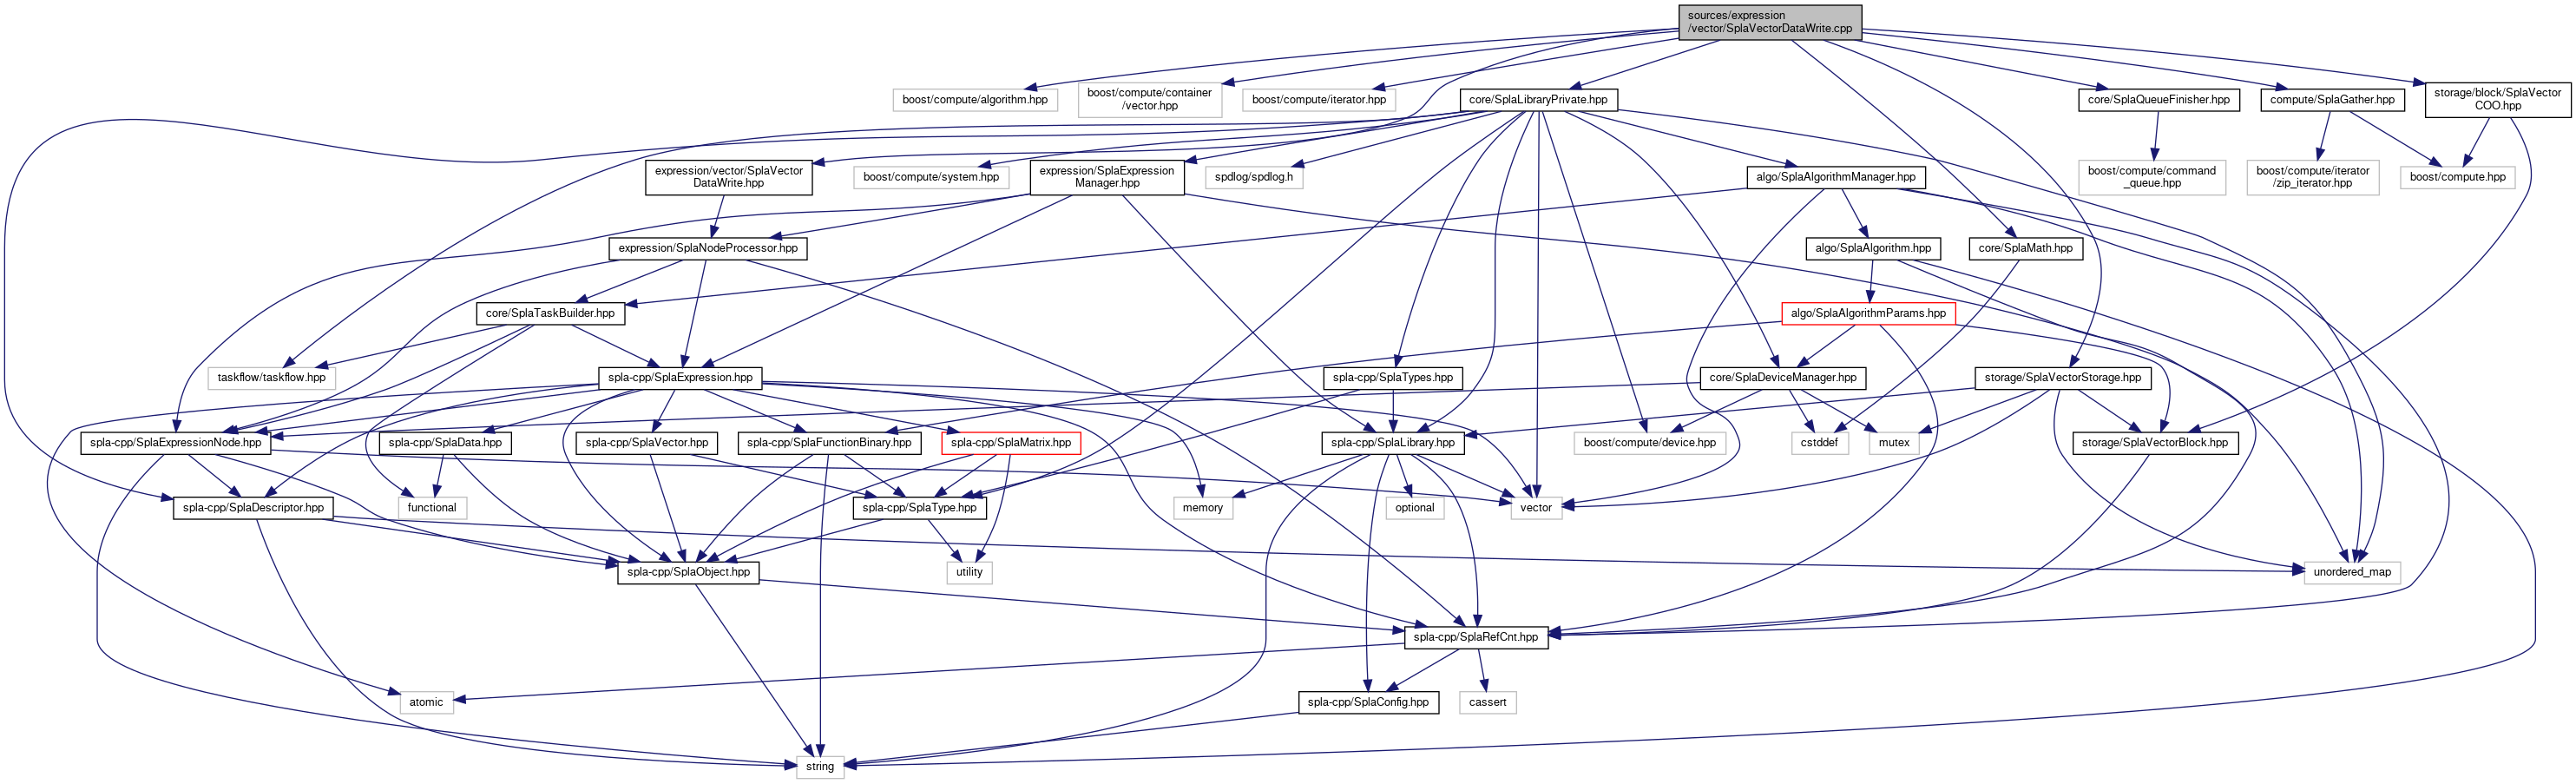 sources/expression
/vector/SplaVectorDataWrite.cpp
boost/compute/algorithm.hpp
boost/compute/container
/vector.hpp
boost/compute/iterator.hpp
core/SplaLibraryPrivate.hpp
core/SplaQueueFinisher.hpp
compute/SplaGather.hpp
storage/block/SplaVector
COO.hpp
expression/vector/SplaVector
DataWrite.hpp
boost/compute/system.hpp
expression/SplaExpression
Manager.hpp
spdlog/spdlog.h
algo/SplaAlgorithmManager.hpp
boost/compute/command
_queue.hpp
boost/compute/iterator
/zip_iterator.hpp
boost/compute.hpp
expression/SplaNodeProcessor.hpp
algo/SplaAlgorithm.hpp
core/SplaMath.hpp
core/SplaTaskBuilder.hpp
algo/SplaAlgorithmParams.hpp
taskflow/taskflow.hpp
spla-cpp/SplaExpression.hpp
spla-cpp/SplaTypes.hpp
core/SplaDeviceManager.hpp
storage/SplaVectorStorage.hpp
spla-cpp/SplaExpressionNode.hpp
spla-cpp/SplaData.hpp
spla-cpp/SplaVector.hpp
spla-cpp/SplaFunctionBinary.hpp
spla-cpp/SplaMatrix.hpp
spla-cpp/SplaLibrary.hpp
boost/compute/device.hpp
cstddef
mutex
storage/SplaVectorBlock.hpp
spla-cpp/SplaDescriptor.hpp
functional
spla-cpp/SplaType.hpp
memory
optional
vector
spla-cpp/SplaObject.hpp
utility
unordered_map
spla-cpp/SplaRefCnt.hpp
atomic
spla-cpp/SplaConfig.hpp
cassert
string